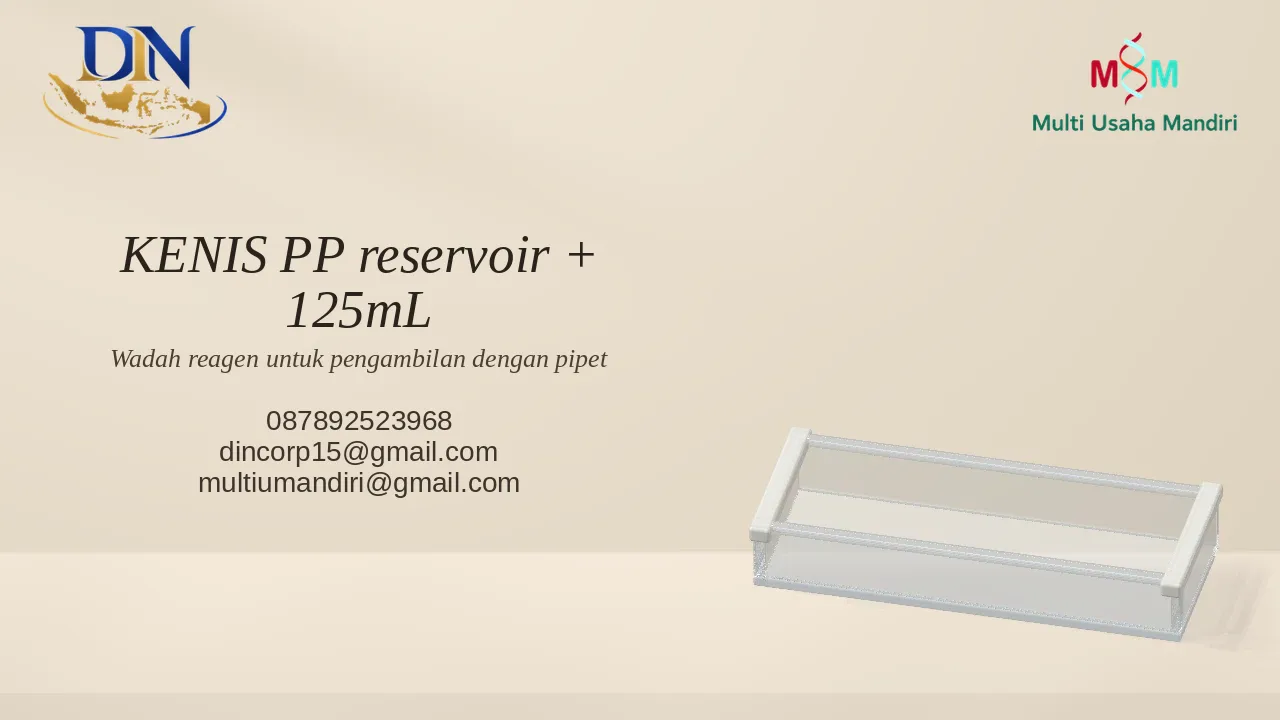 DIN
M M
Multi Usaha Mandiri
KENIS PP reservoir +
125mL
Wadah reagen untuk pengambilan dengan pipet
087892523968
dincorp15@gmail.com
multiumandiri@gmail.com